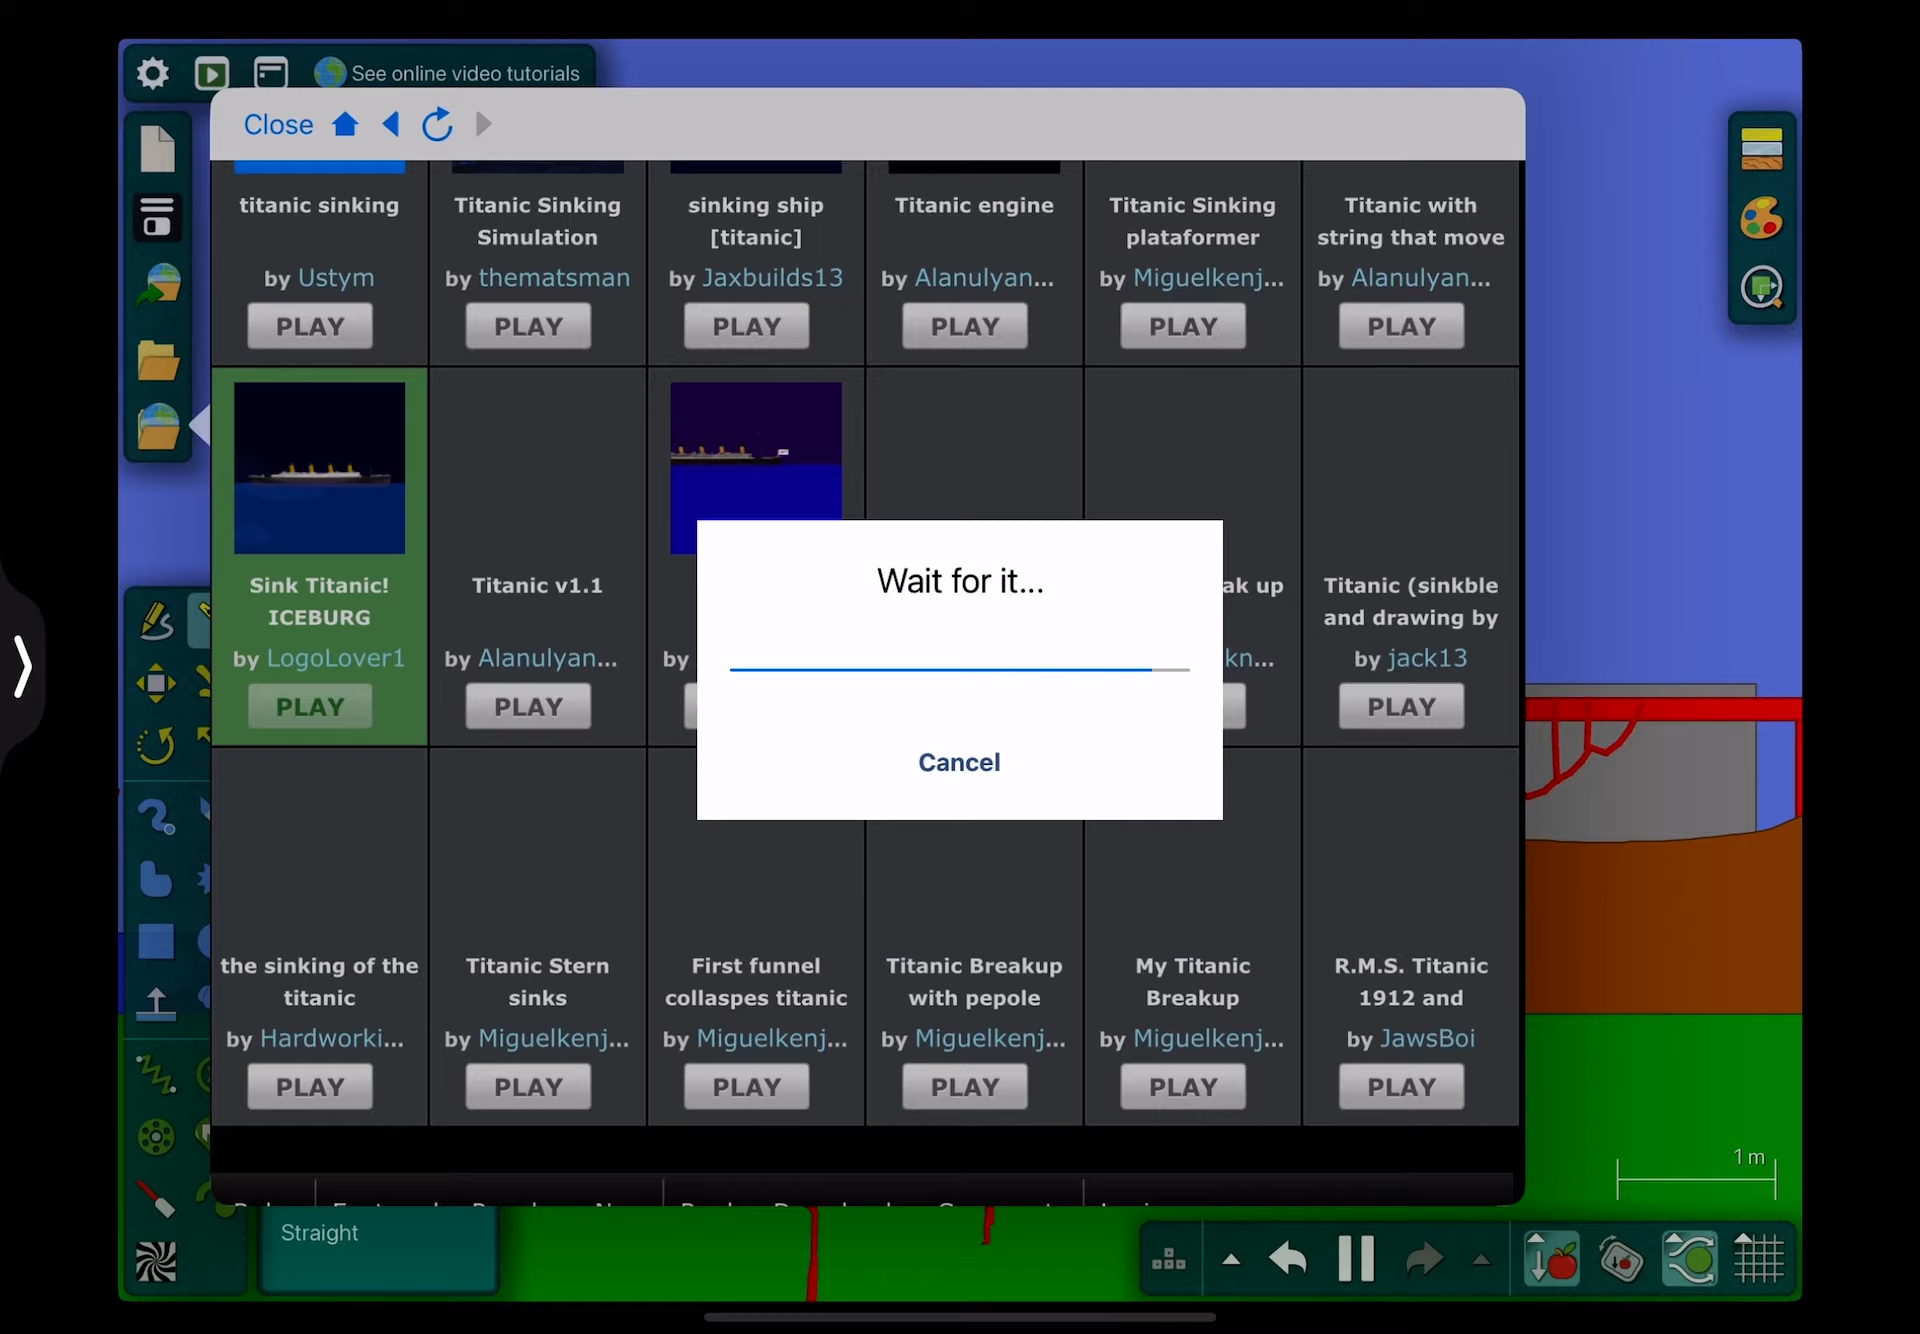 See online video tutorials
Close
titanic sinking
by Ustym
PLAY
Titanic Sinking
Simulation
by thematsman
PLAY
sinking ship
[titanic]
by Jaxbuilds13
PLAY
Titanic engine
by Alanulyan...
PLAY
Titanic Sinking
plataformer
by Miguelkenj...
PLAY
Titanic with
string that move
by Alanulyan...
PLAY
Sink Titanic!
ICEBURG
by LogoLover1
PLAY
Titanic v1.1
by Alanulyan...
PLAY
by
Wait for it...
Cancel
ak up
kn...
Titanic (sinkble
and drawing by
by jack13
PLAY
the sinking of the
titanic
by Hardworki...
PLAY
Titanic Stern
sinks
by Miguelkenj...
PLAY
First funnel
collaspes titanic
by Miguelkenj...
PLAY
Titanic Breakup
with pepole
by Miguelkenj...
PLAY
My Titanic
Breakup
by Miguelkenj...
PLAY
R.M.S. Titanic
1912 and
by JawsBoi
PLAY
1 m
Straight